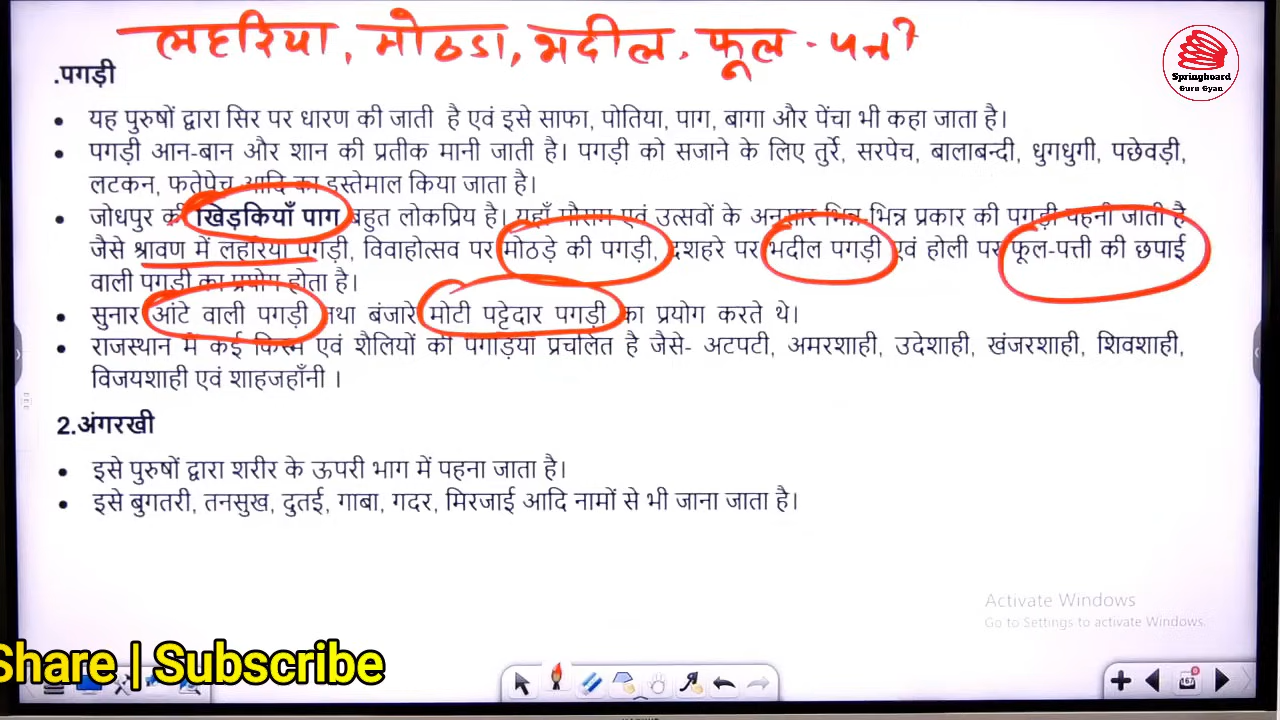 लहरिया, मोठडा, भदील, फूल-पत्ती
.पगड़ी
Springboard
Guru Gyan
• यह पुरुषों द्वारा सिर पर धारण की जाती है एवं इसे साफा, पोतिया, पाग, बागा और पेंचा भी कहा जाता है।
• पगड़ी आन-बान और शान की प्रतीक मानी जाती है। पगड़ी को सजाने के लिए तुर्रे, सरपेच, बालाबन्दी, धुगधुगी, पछेवड़ी,
लटकन, फतेपेच आदि का इस्तेमाल किया जाता है।
• जोधपुर की खिड़कियाँ पाग बहुत लोकप्रिय है। यहाँ मौसम एवं उत्सवों के अनुसार भिन्न-भिन्न प्रकार की पगड़ी पहनी जाती है
जैसे श्रावण में लहरिया पगड़ी, विवाहोत्सव पर मोठड़े की पगड़ी, दशहरे पर भदील पगड़ी एवं होली पर फूल-पत्ती की छपाई
वाली पगड़ी का प्रयोग होता है।
• सुनार आंटे वाली पगड़ी तथा बंजारे मोटी पट्टेदार पगड़ी का प्रयोग करते थे।
• राजस्थान में कई किस्म एवं शैलियों की पगड़ियाँ प्रचलित है जैसे- अटपटी, अमरशाही, उदेशाही, खंजरशाही, शिवशाही,
विजयशाही एवं शाहजहाँनी ।
2.अंगरखी
• इसे पुरुषों द्वारा शरीर के ऊपरी भाग में पहना जाता है।
• इसे बुगतरी, तनसुख, दुतई, गाबा, गदर, मिरजाई आदि नामों से भी जाना जाता है।
Activate Windows
Go to Settings to activate Windows.
Share | Subscribe
167